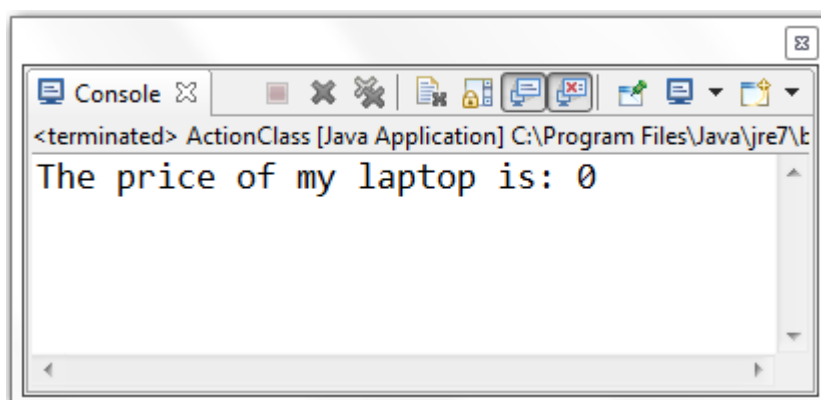 Console
<terminated> ActionClass [Java Application] C:\Program Files\Java\jre7\b
The price of my laptop is: 0